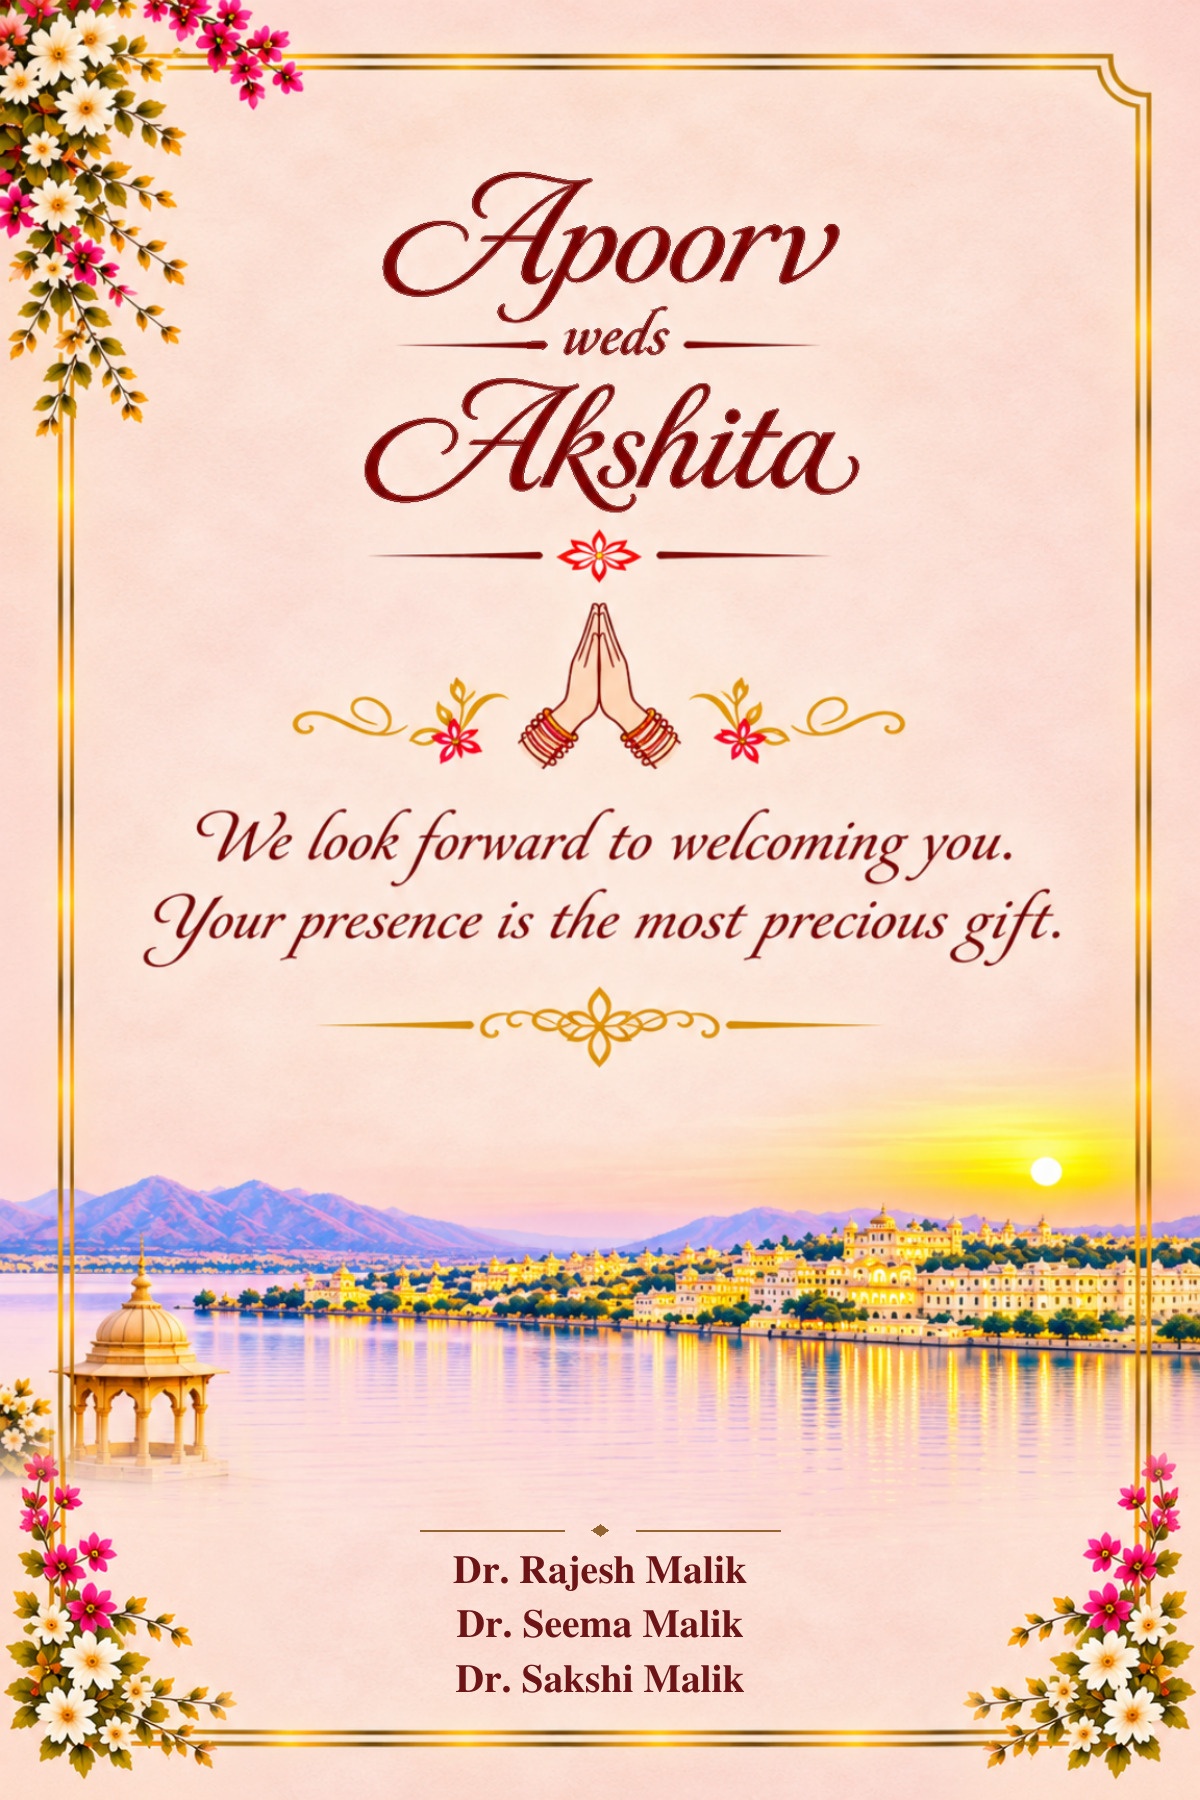 Apoorv
weds
Akshita
We look forward to welcoming you.
Your presence is the most precious gift.
Dr. Rajesh Malik
Dr. Seema Malik
Dr. Sakshi Malik